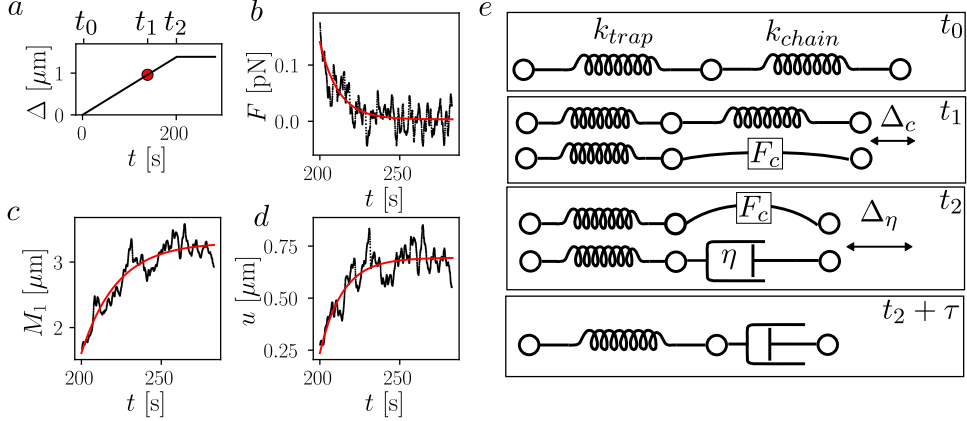 a
t₀ t₁ t₂
Δ [μm]
1
0
0 200
t [s]
b
F [pN]
0.1
0.0
200 250
t [s]
c
M₁ [μm]
3
2
200 250
t [s]
d
u [μm]
0.75
0.50
0.25
200 250
t [s]
e
t₀
k_trap k_chain
t₁
Δ_c
F_c
t₂
F_c
Δ_η
η
t₂ + τ